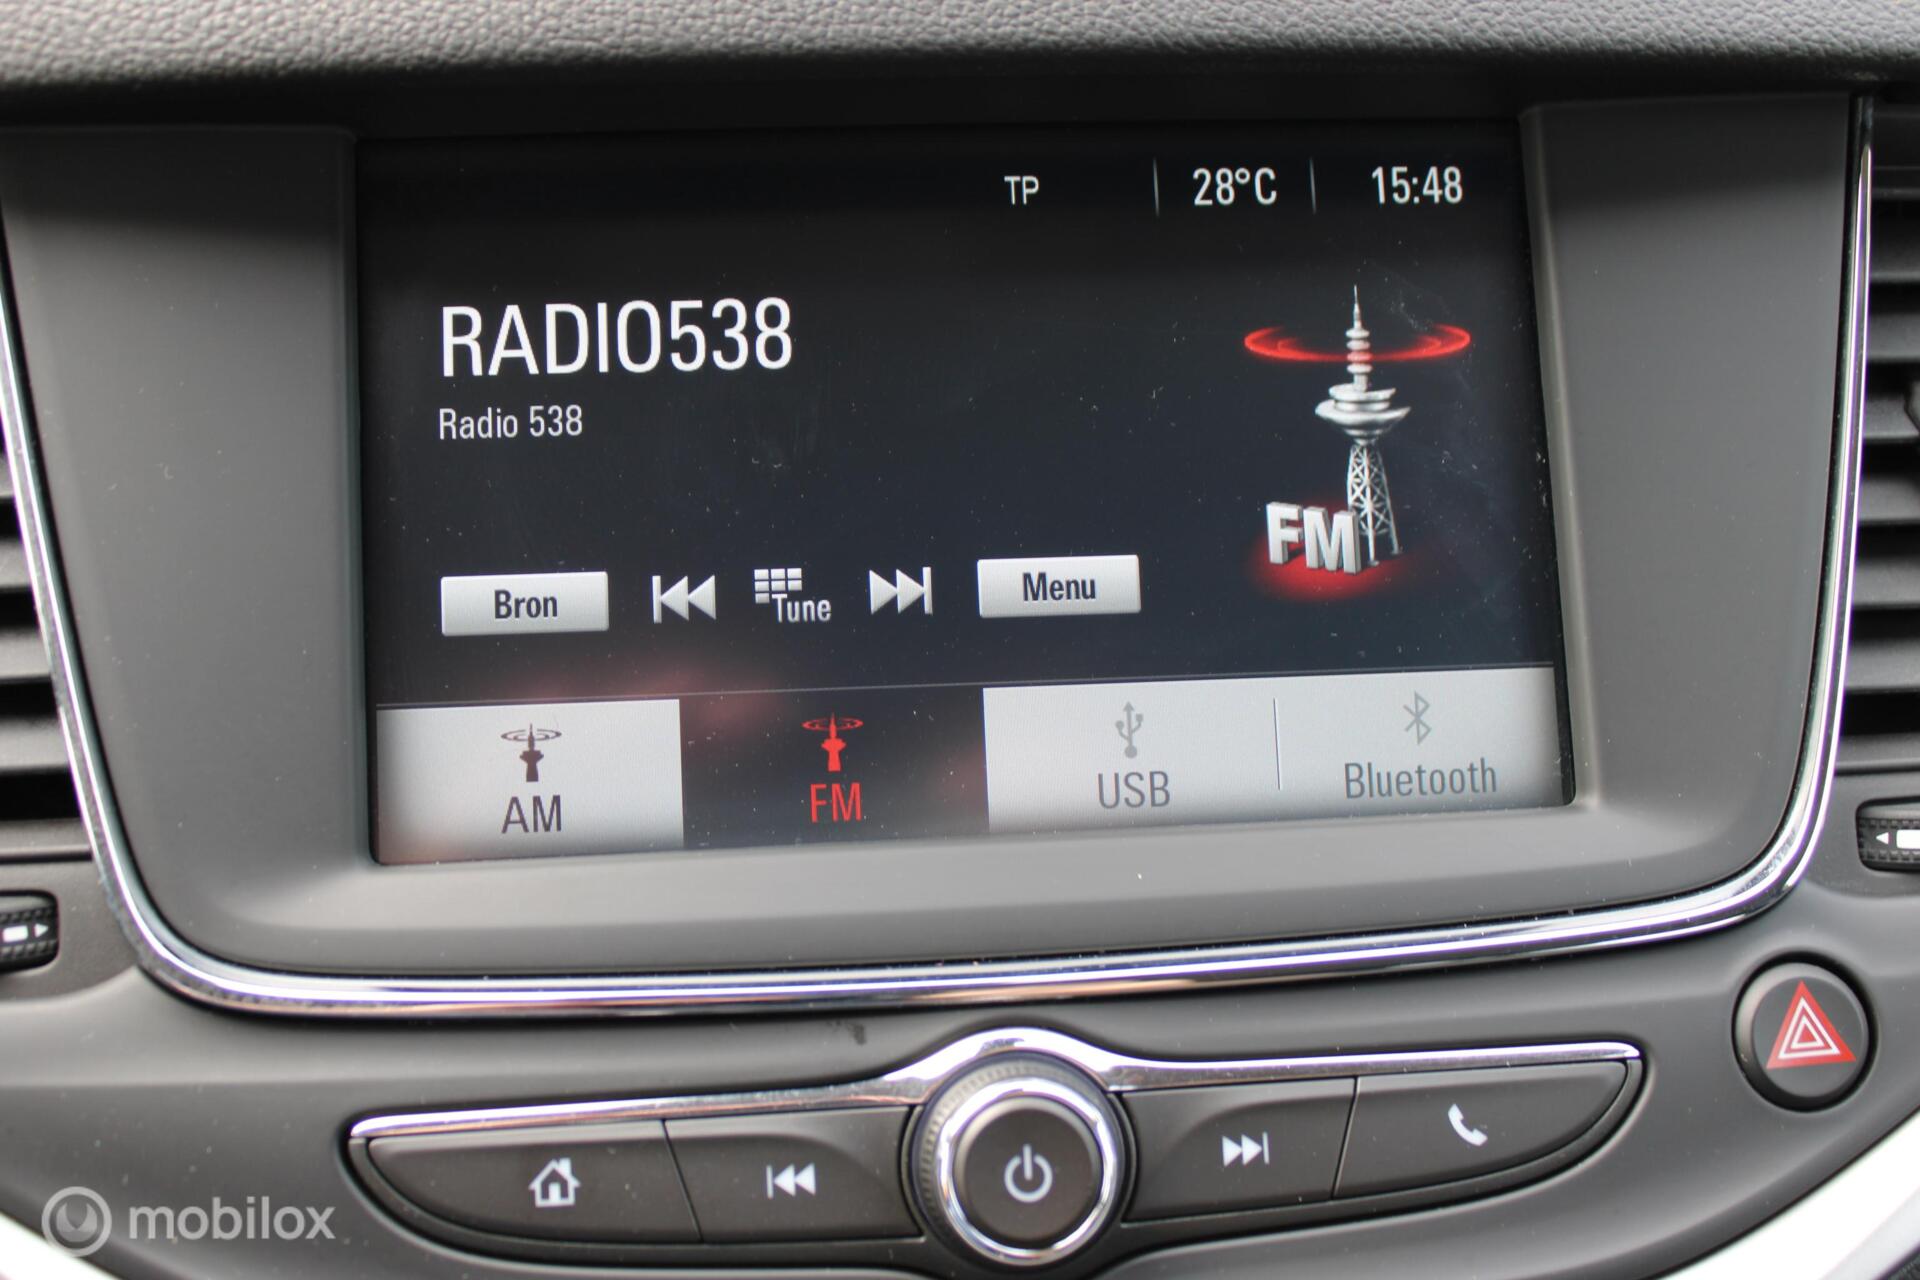 TP 28°C 15:48
RADIO538
Radio 538
FM
Bron Tune Menu
AM FM USB Bluetooth
mobilox